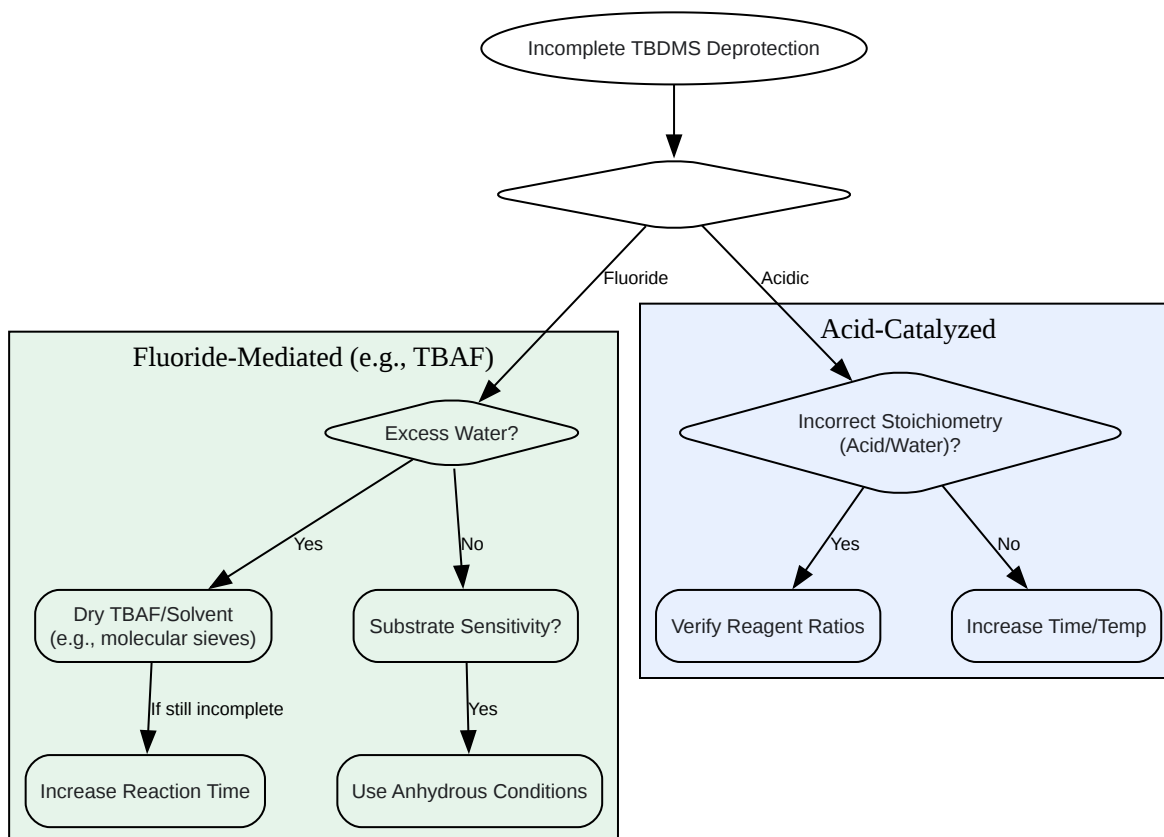 Incomplete TBDMS Deprotection
Fluoride
Acidic
Fluoride-Mediated (e.g., TBAF)
Excess Water?
Yes
No
Dry TBAF/Solvent
(e.g., molecular sieves)
Substrate Sensitivity?
If still incomplete
Yes
Increase Reaction Time
Use Anhydrous Conditions
Acid-Catalyzed
Incorrect Stoichiometry
(Acid/Water)?
Yes
No
Verify Reagent Ratios
Increase Time/Temp